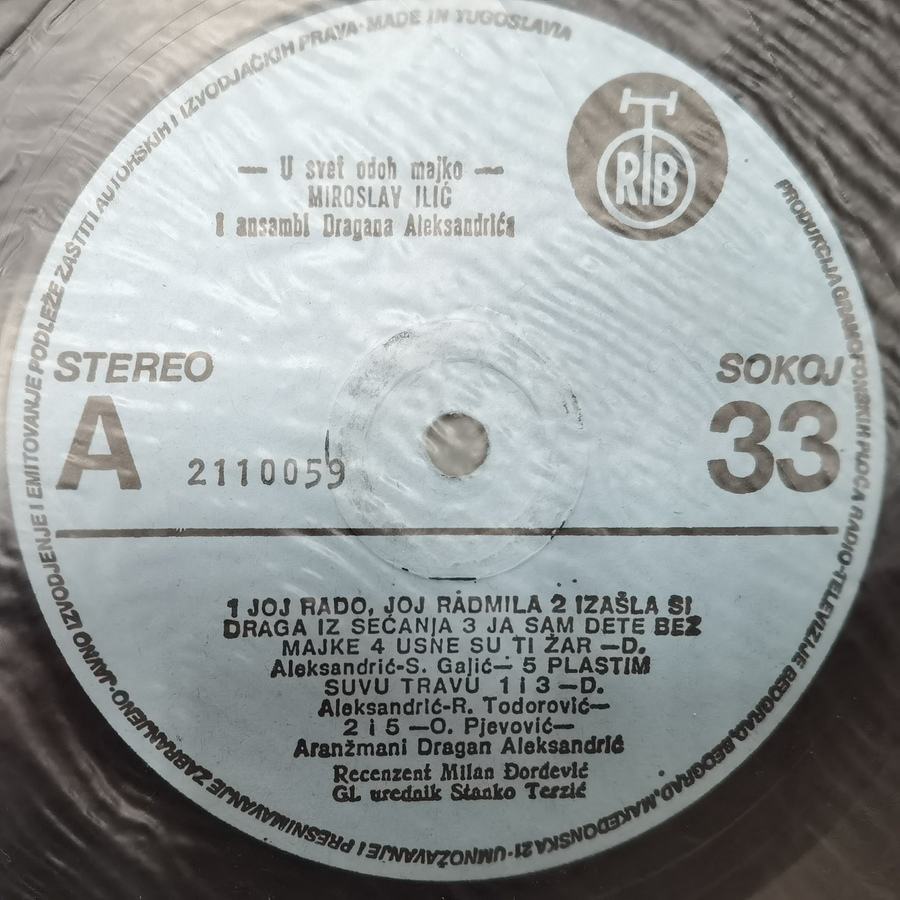 PRODUKCIJA GRAMOFONSKIH PLOČA RADIO-TELEVIZIJE BEOGRAD, BEOGRAD, MAKEDONSKA 21 · UMNOŽAVANJE I PRESNIMAVANJE ZABRANJENO · JAVNO IZVODJENJE I EMITOVANJE PODLEŽE ZAŠTITI AUTORSKIH I IZVODJAČKIH PRAVA · MADE IN YUGOSLAVIA
— U svet odoh majko —
MIROSLAV ILIĆ
I ansambl Dragana Aleksandrića
RTB
STEREO
SOKOJ
A
2110059
33
1 JOJ RADO, JOJ RADMILA 2 IZAŠLA SI
DRAGA IZ SEĆANJA 3 JA SAM DETE BEZ
MAJKE 4 USNE SU TI ŽAR —D.
Aleksandrić-S. Gajić— 5 PLASTIM
SUVU TRAVU 1 i 3 —D.
Aleksandrić-R. Todorović—
2 i 5 —O. Pjevović—
Aranžmani Dragan Aleksandrić
Recenzent Milan Đorđević
Gl. urednik Stanko Terzić